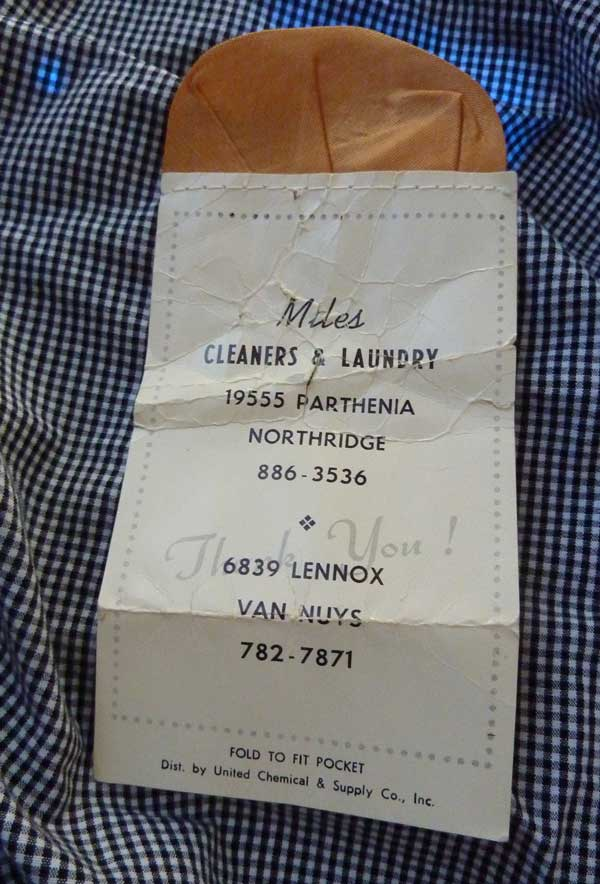 Miles
CLEANERS & LAUNDRY
19555 PARTHENIA
NORTHRIDGE
886-3536
Thank You!
6839 LENNOX
VAN NUYS
782-7871
FOLD TO FIT POCKET
Dist. by United Chemical & Supply Co., Inc.